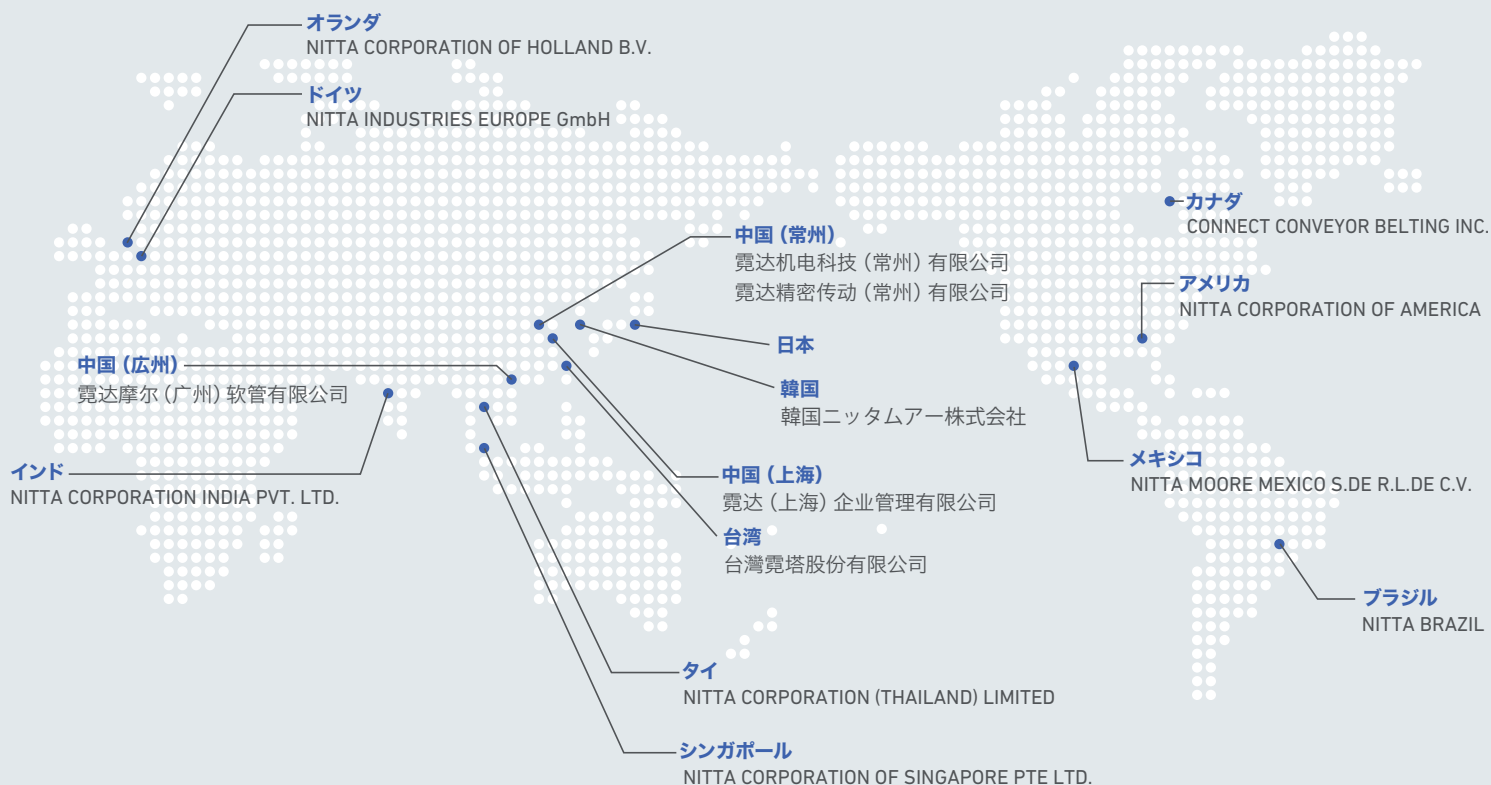 オランダ
NITTA CORPORATION OF HOLLAND B.V.
ドイツ
NITTA INDUSTRIES EUROPE GmbH
カナダ
CONNECT CONVEYOR BELTING INC.
中国（常州）
霓达机电科技（常州）有限公司
霓达精密传动（常州）有限公司
アメリカ
NITTA CORPORATION OF AMERICA
日本
中国（広州）
霓达摩尔（广州）软管有限公司
韓国
韓国ニッタムアー株式会社
インド
NITTA CORPORATION INDIA PVT. LTD.
中国（上海）
霓达（上海）企业管理有限公司
メキシコ
NITTA MOORE MEXICO S.DE R.L.DE C.V.
台湾
台灣霓塔股份有限公司
ブラジル
NITTA BRAZIL
タイ
NITTA CORPORATION (THAILAND) LIMITED
シンガポール
NITTA CORPORATION OF SINGAPORE PTE LTD.